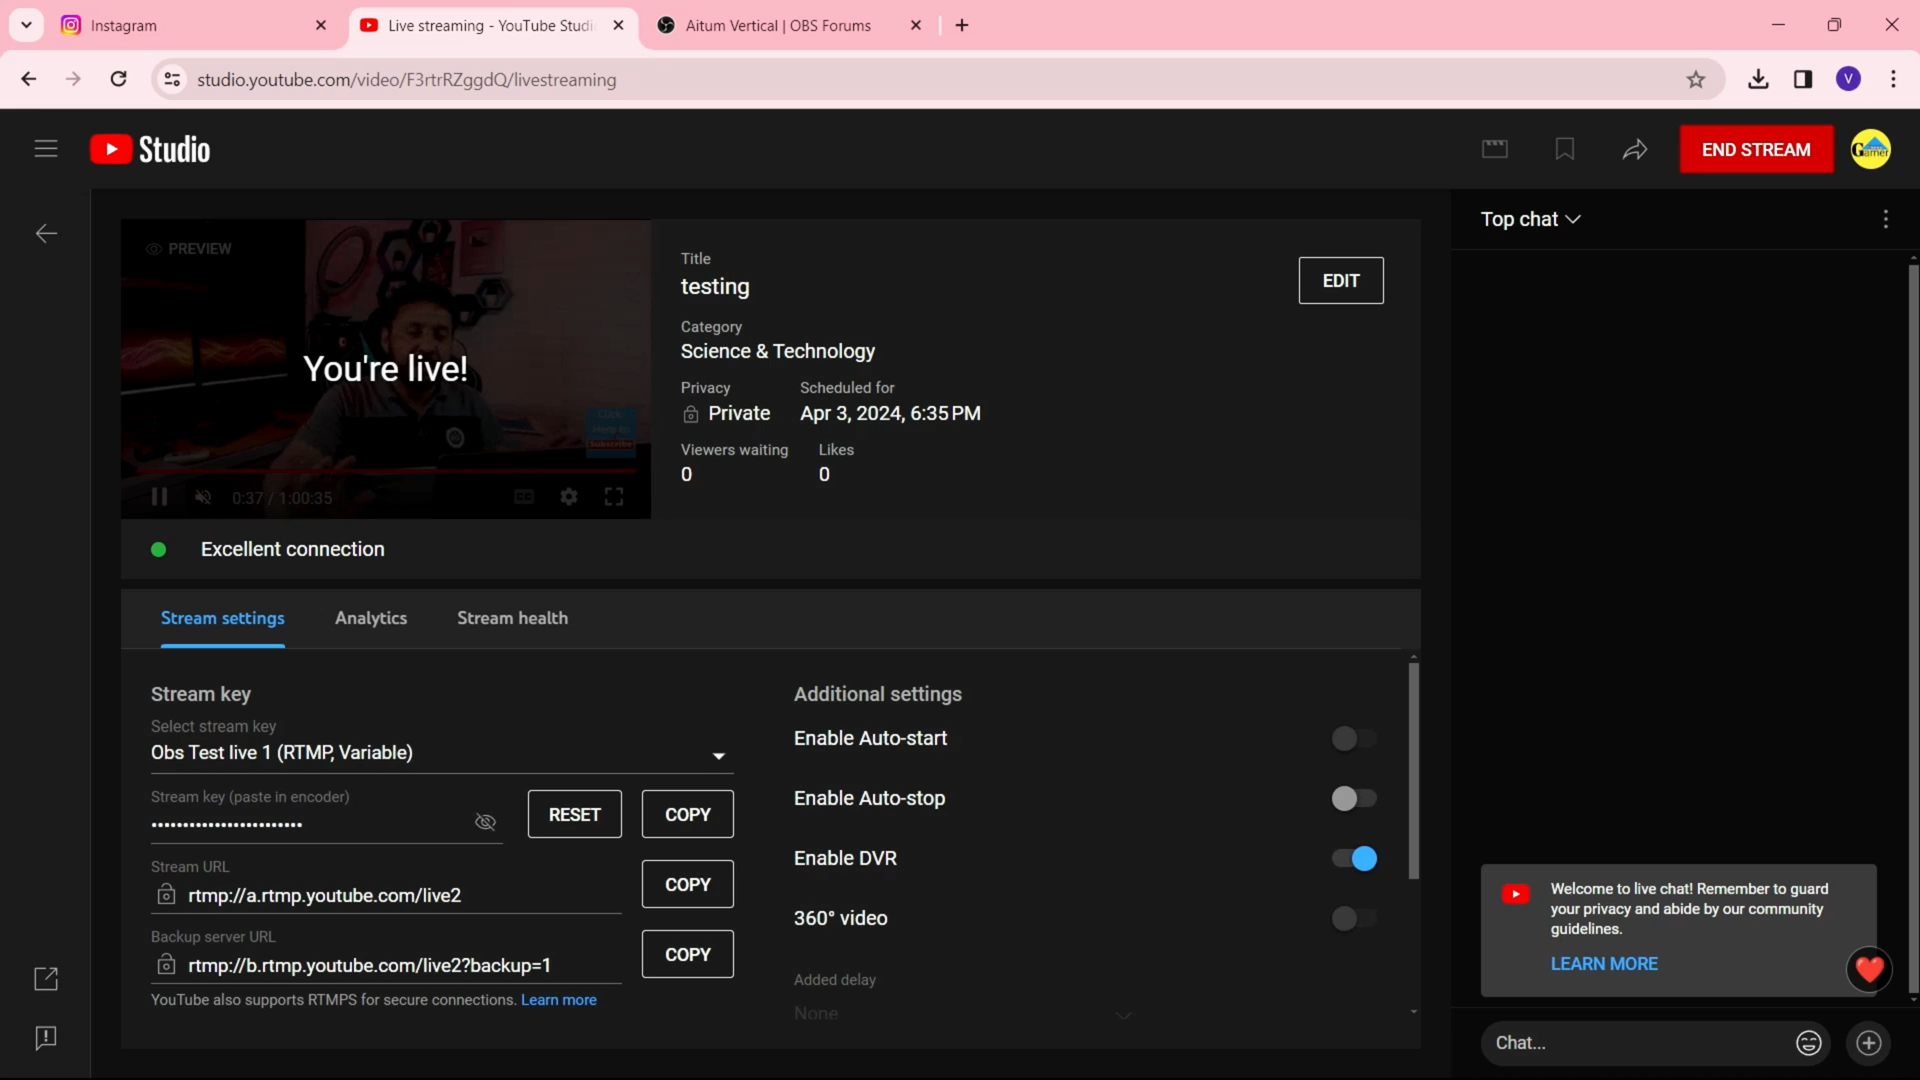 Instagram
Live streaming - YouTube Studi
Aitum Vertical | OBS Forums
studio.youtube.com/video/F3rtrRZggdQ/livestreaming
V
Studio
END STREAM
Gamer
PREVIEW
You're live!
Click
Here to
Subscribe
0:37 / 1:00:35
Title
testing
EDIT
Category
Science & Technology
Privacy
Scheduled for
Private
Apr 3, 2024, 6:35 PM
Viewers waiting
Likes
0
0
Top chat
Excellent connection
Stream settings
Analytics
Stream health
Stream key
Select stream key
Obs Test live 1 (RTMP, Variable)
Stream key (paste in encoder)
••••••••••••••••••••••••
RESET
COPY
Stream URL
rtmp://a.rtmp.youtube.com/live2
COPY
Backup server URL
rtmp://b.rtmp.youtube.com/live2?backup=1
COPY
YouTube also supports RTMPS for secure connections. Learn more
Additional settings
Enable Auto-start
Enable Auto-stop
Enable DVR
360° video
Added delay
None
Welcome to live chat! Remember to guard
your privacy and abide by our community
guidelines.
LEARN MORE
Chat...